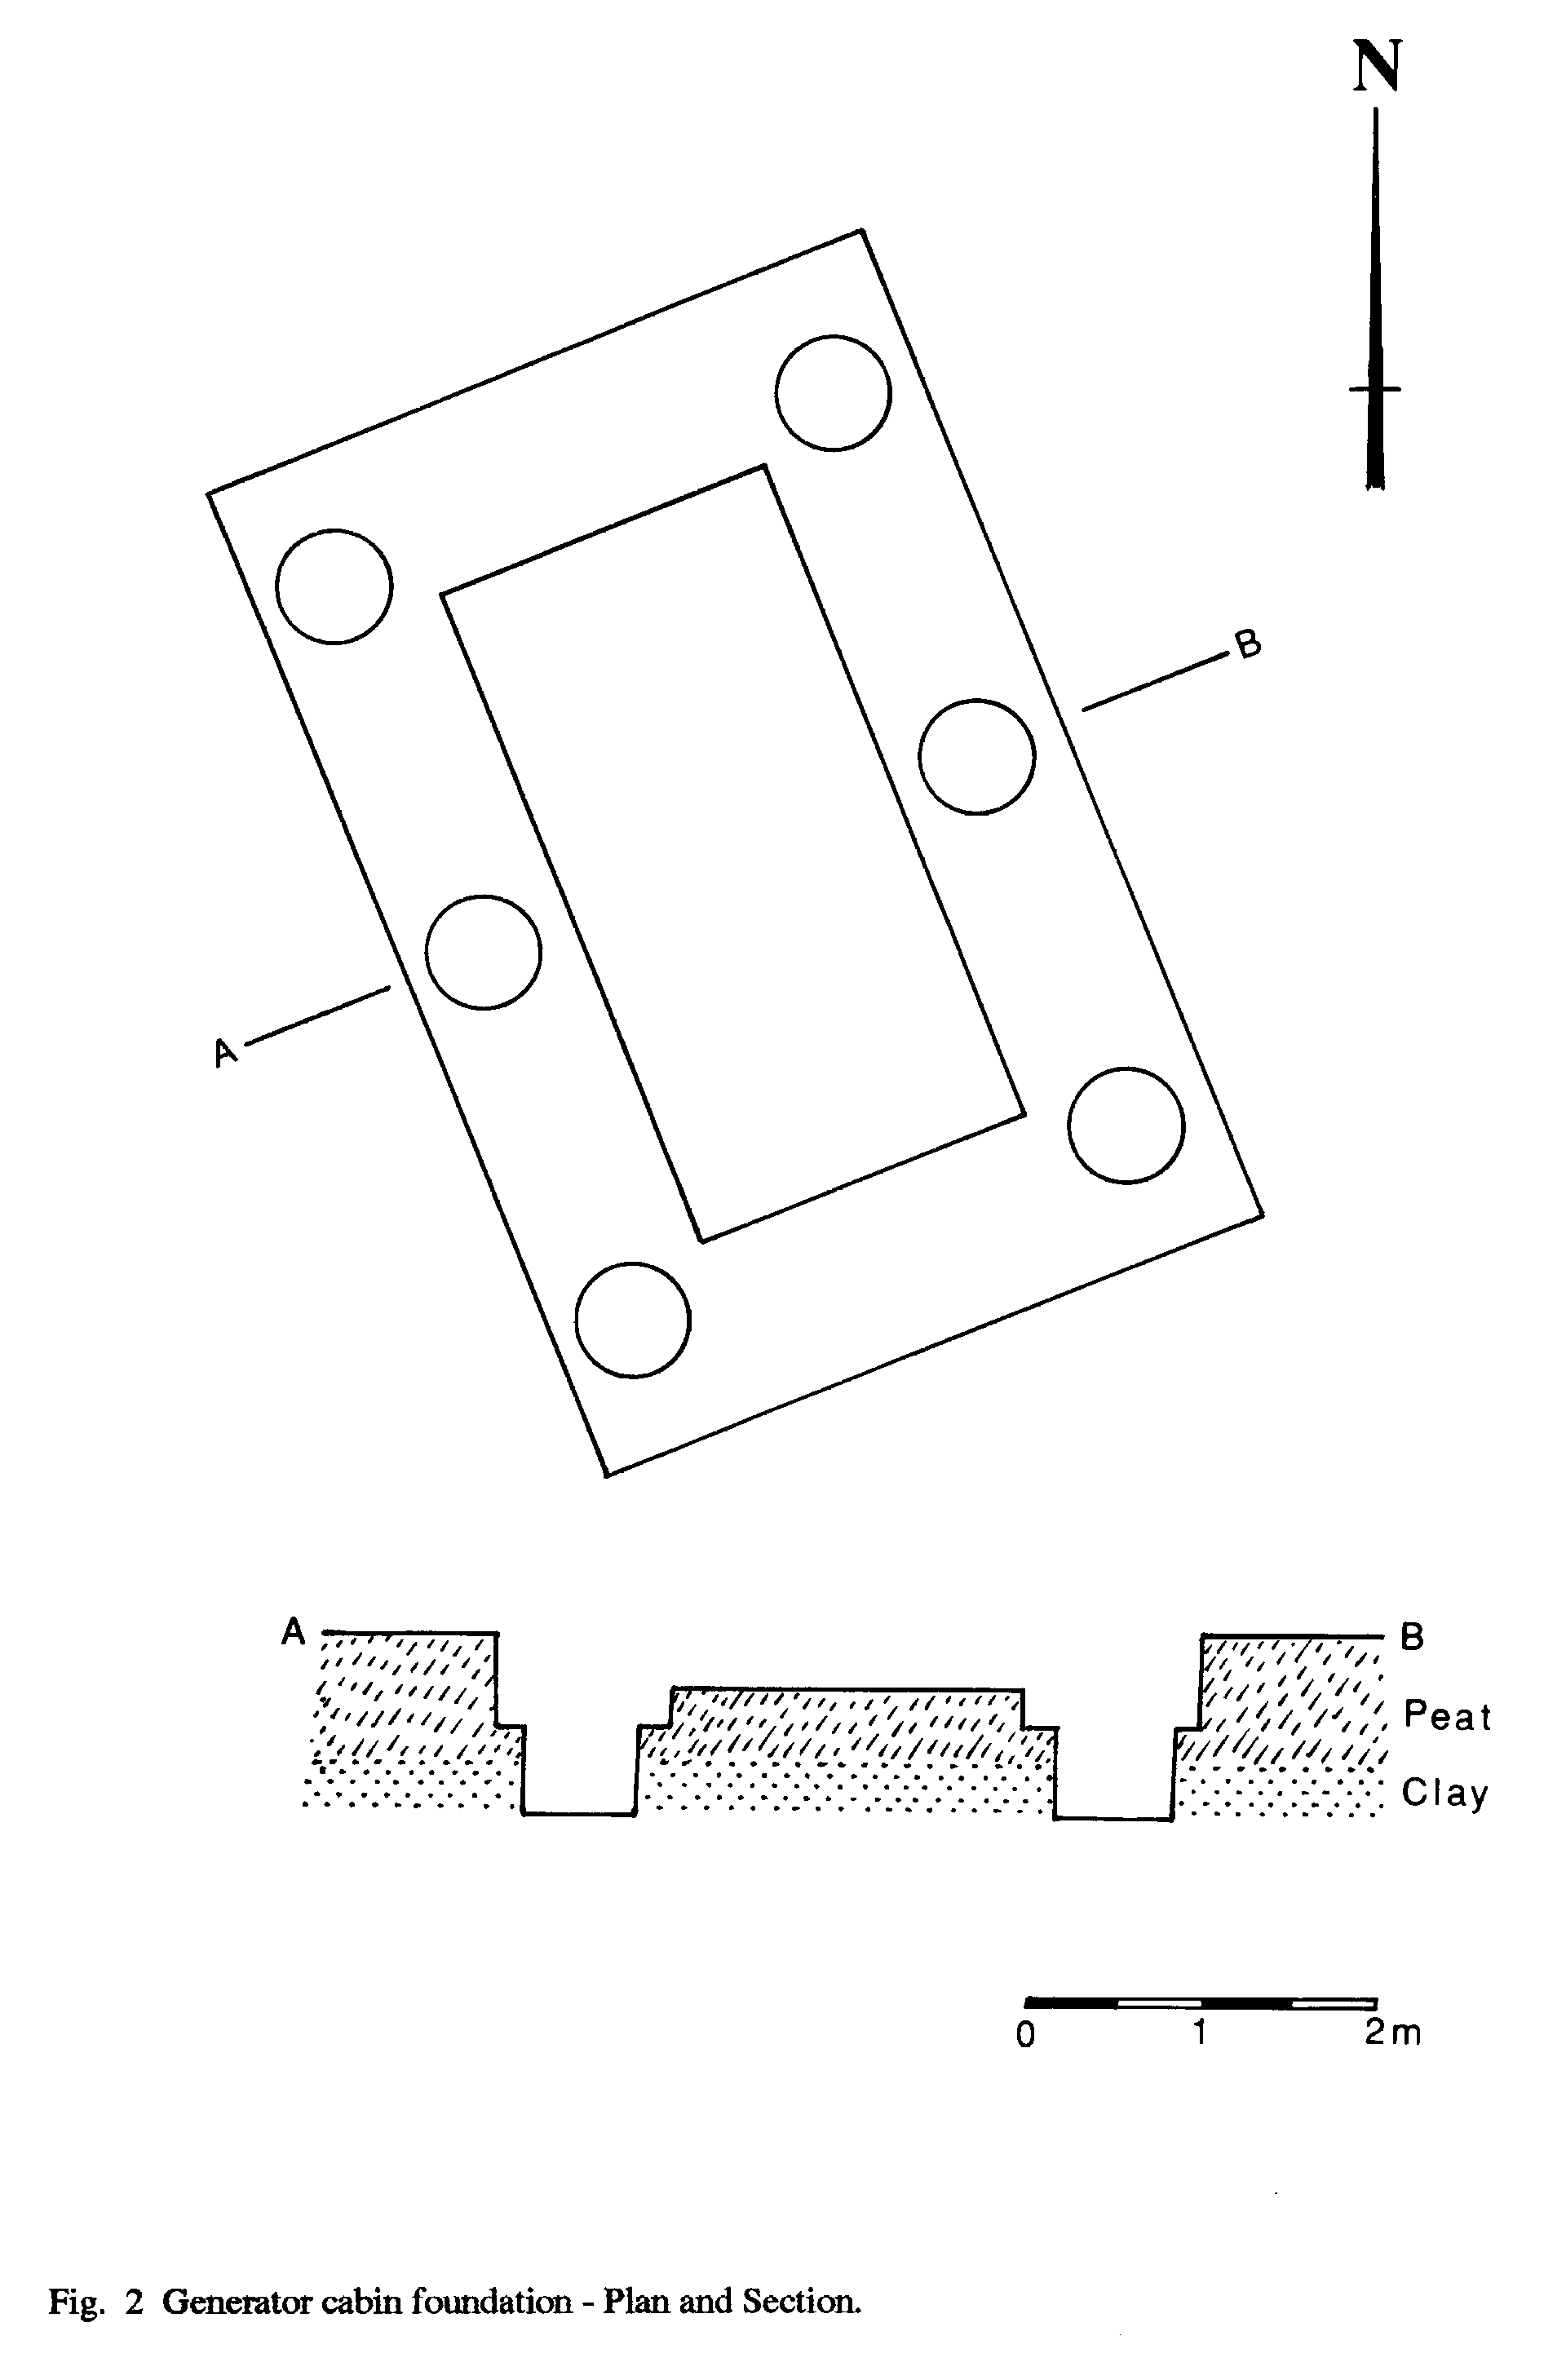 N
B
A
A
B
Peat
Clay
0 1 2m
Fig. 2 Generator cabin foundation - Plan and Section.